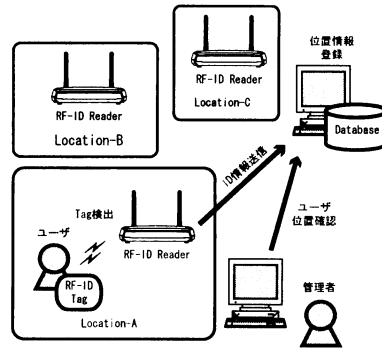 RF-ID Reader
Location-B
RF-ID Reader
Location-C
位置情報
登録
Database
ID情報送信
Tag検出
ユーザ
RF-ID
Tag
RF-ID Reader
Location-A
ユーザ
位置確認
管理者